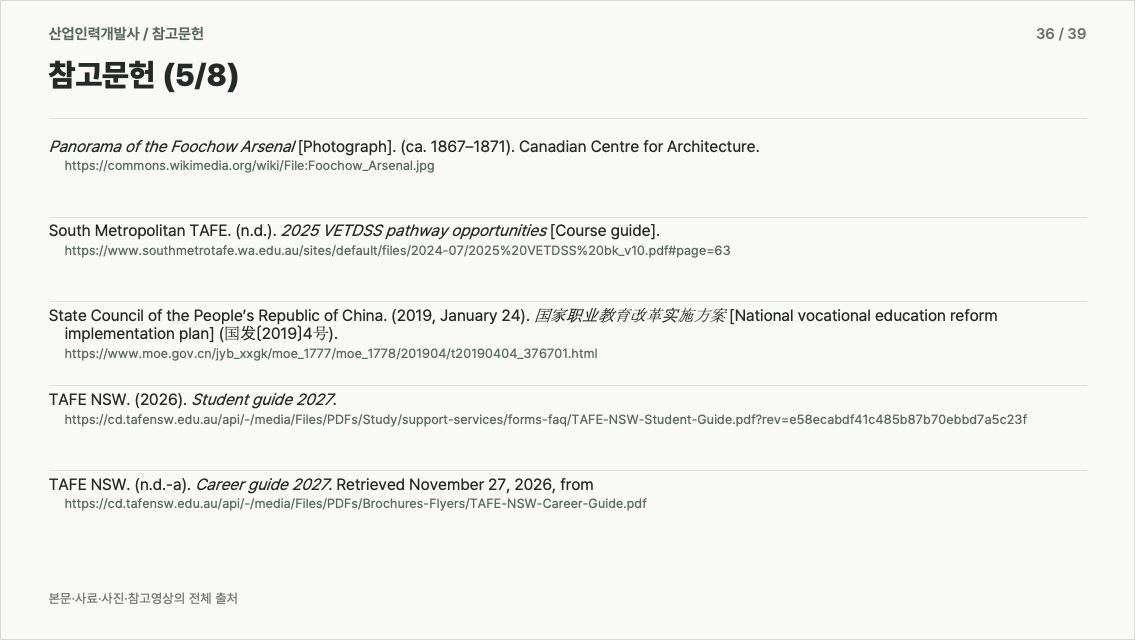 산업인력개발사 / 참고문헌
36 / 39
참고문헌 (5/8)
Panorama of the Foochow Arsenal [Photograph]. (ca. 1867–1871). Canadian Centre for Architecture.
https://commons.wikimedia.org/wiki/File:Foochow_Arsenal.jpg
South Metropolitan TAFE. (n.d.). 2025 VETDSS pathway opportunities [Course guide].
https://www.southmetrotafe.wa.edu.au/sites/default/files/2024-07/2025%20VETDSS%20bk_v10.pdf#page=63
State Council of the People’s Republic of China. (2019, January 24). 国家职业教育改革实施方案 [National vocational education reform
implementation plan] (国发〔2019〕4号).
https://www.moe.gov.cn/jyb_xxgk/moe_1777/moe_1778/201904/t20190404_376701.html
TAFE NSW. (2026). Student guide 2027.
https://cd.tafensw.edu.au/api/-/media/Files/PDFs/Study/support-services/forms-faq/TAFE-NSW-Student-Guide.pdf?rev=e58ecabdf41c485b87b70ebbd7a5c23f
TAFE NSW. (n.d.-a). Career guide 2027. Retrieved November 27, 2026, from
https://cd.tafensw.edu.au/api/-/media/Files/PDFs/Brochures-Flyers/TAFE-NSW-Career-Guide.pdf
본문·사료·사진·참고영상의 전체 출처